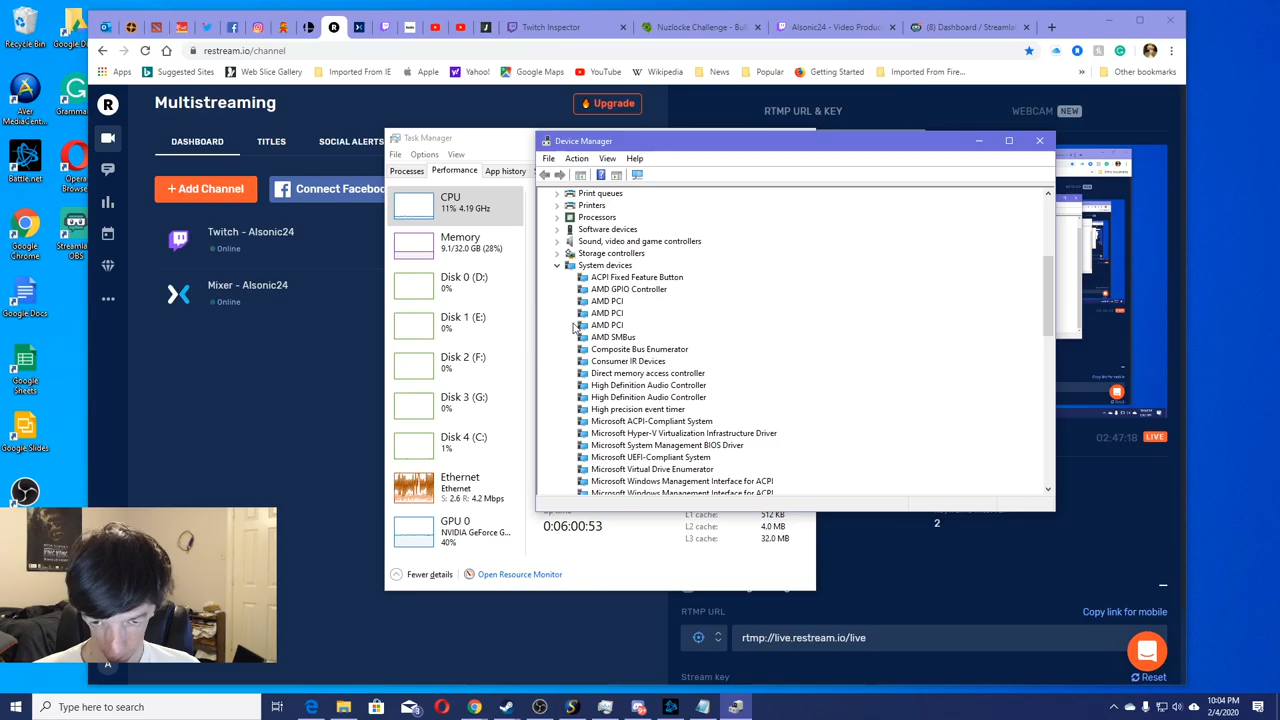 Recycle Bin
Google Dr
AVer MediaCent...
Gramma
Battle.net
Opera Browse
Google Chrome
Streamla OBS
Google Docs
Google Sheets
Google Slides
Twitch Inspector
Nuzlocke Challenge - Bul
Alsonic24 - Video Produc
(8) Dashboard / Streamla
restream.io/channel
Apps
Suggested Sites
Web Slice Gallery
Imported From IE
Apple
Yahoo!
Google Maps
YouTube
Wikipedia
News
Popular
Getting Started
Imported From Fire...
»
Other bookmarks
Multistreaming
Upgrade
DASHBOARD
TITLES
SOCIAL ALERTS
+ Add Channel
Connect Facebo
Twitch - Alsonic24
Online
Mixer - Alsonic24
Online
RTMP URL & KEY
WEBCAM NEW
Task Manager
File Options View
Processes Performance App history
CPU
11% 4.19 GHz
Memory
9.1/32.0 GB (28%)
Disk 0 (D:)
0%
Disk 1 (E:)
0%
Disk 2 (F:)
0%
Disk 3 (G:)
0%
Disk 4 (C:)
1%
Ethernet
Ethernet
S: 2.6 R: 4.2 Mbps
GPU 0
NVIDIA GeForce G...
40%
0:06:00:53
L1 cache: 512 KB
L2 cache: 4.0 MB
L3 cache: 32.0 MB
Fewer details
Open Resource Monitor
Device Manager
File Action View Help
Print queues
Printers
Processors
Software devices
Sound, video and game controllers
Storage controllers
System devices
ACPI Fixed Feature Button
AMD GPIO Controller
AMD PCI
AMD PCI
AMD PCI
AMD SMBus
Composite Bus Enumerator
Consumer IR Devices
Direct memory access controller
High Definition Audio Controller
High Definition Audio Controller
High precision event timer
Microsoft ACPI-Compliant System
Microsoft Hyper-V Virtualization Infrastructure Driver
Microsoft System Management BIOS Driver
Microsoft UEFI-Compliant System
Microsoft Virtual Drive Enumerator
Microsoft Windows Management Interface for ACPI
Microsoft Windows Management Interface for ACPI
02:47:18 LIVE
2
RTMP URL
Copy link for mobile
rtmp://live.restream.io/live
Stream key
Reset
Type here to search
10:04 PM
2/4/2020